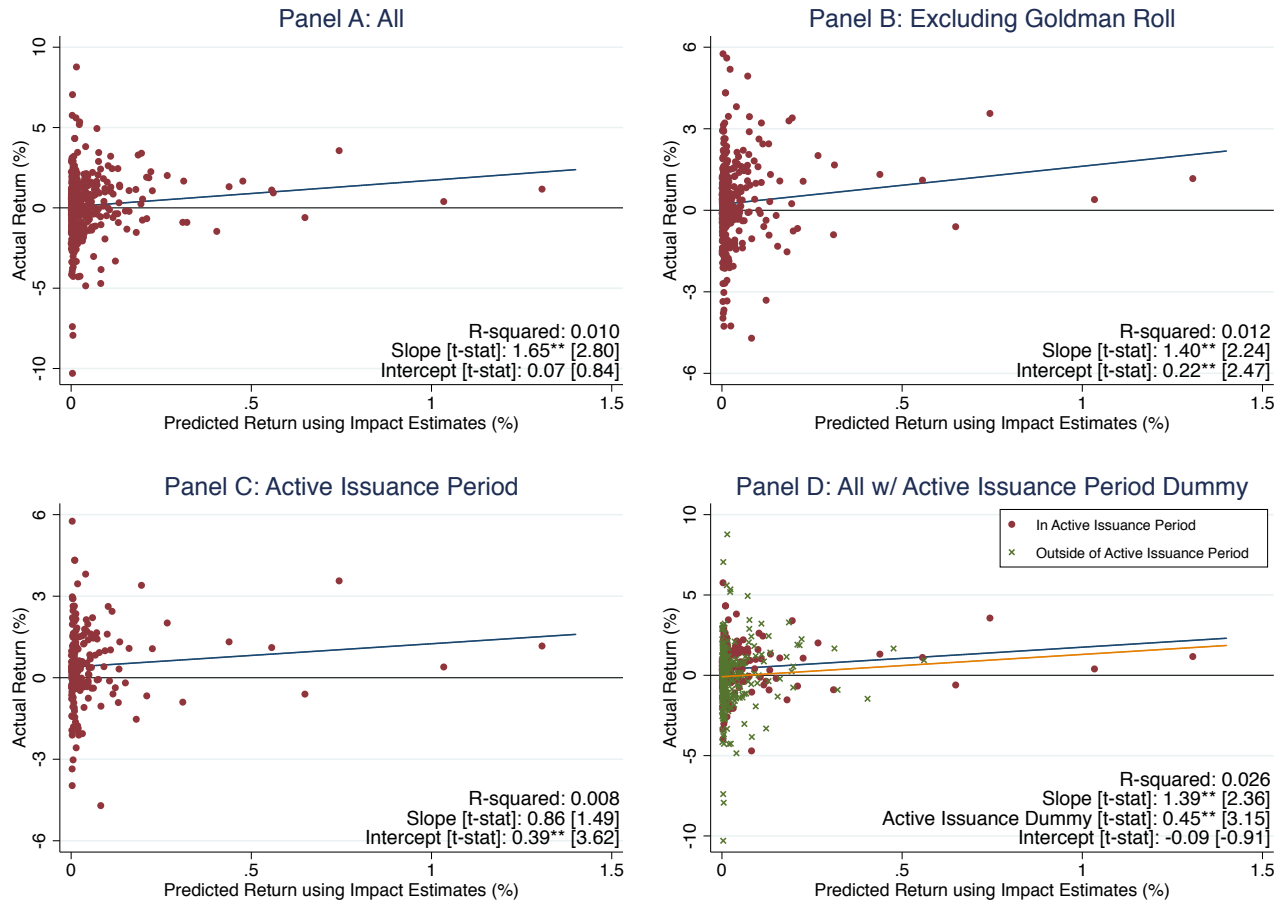 Panel A: All
Actual Return (%)
10
5
0
-5
-10
R-squared: 0.010
Slope [t-stat]: 1.65** [2.80]
Intercept [t-stat]: 0.07 [0.84]
0 .5 1 1.5
Predicted Return using Impact Estimates (%)
Panel B: Excluding Goldman Roll
Actual Return (%)
6
3
0
-3
-6
R-squared: 0.012
Slope [t-stat]: 1.40** [2.24]
Intercept [t-stat]: 0.22** [2.47]
0 .5 1 1.5
Predicted Return using Impact Estimates (%)
Panel C: Active Issuance Period
Actual Return (%)
6
3
0
-3
-6
R-squared: 0.008
Slope [t-stat]: 0.86 [1.49]
Intercept [t-stat]: 0.39** [3.62]
0 .5 1 1.5
Predicted Return using Impact Estimates (%)
Panel D: All w/ Active Issuance Period Dummy
Actual Return (%)
10
5
0
-5
-10
In Active Issuance Period
Outside of Active Issuance Period
R-squared: 0.026
Slope [t-stat]: 1.39** [2.36]
Active Issuance Dummy [t-stat]: 0.45** [3.15]
Intercept [t-stat]: -0.09 [-0.91]
0 .5 1 1.5
Predicted Return using Impact Estimates (%)